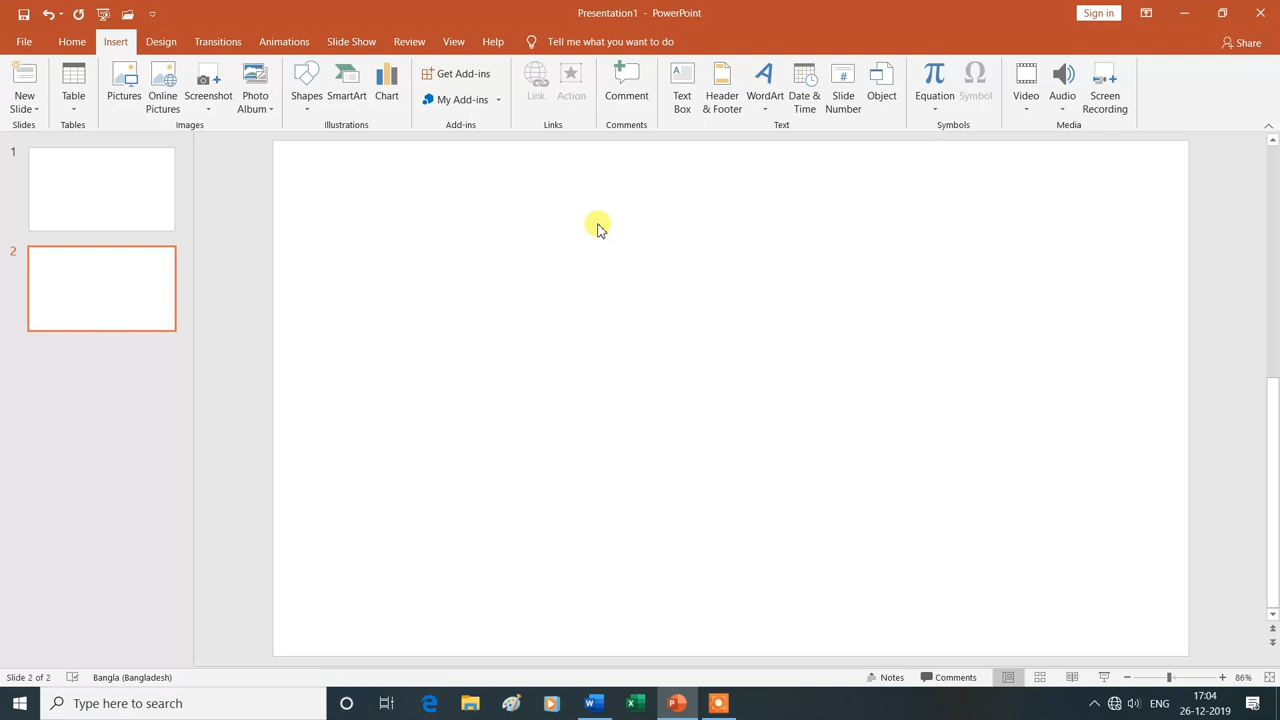 Presentation1 - PowerPoint
Sign in
File Home Insert Design Transitions Animations Slide Show Review View Help Tell me what you want to do Share
New Slide
Table
Pictures
Online Pictures
Screenshot
Photo Album
Shapes
SmartArt
Chart
Get Add-ins
My Add-ins
Link
Action
Comment
Text Box
Header & Footer
WordArt
Date & Time
Slide Number
Object
Equation
Symbol
Video
Audio
Screen Recording
Slides Tables Images Illustrations Add-ins Links Comments Text Symbols Media
1
2
Slide 2 of 2 Bangla (Bangladesh) Notes Comments 86%
Type here to search ENG 17:04
26-12-2019